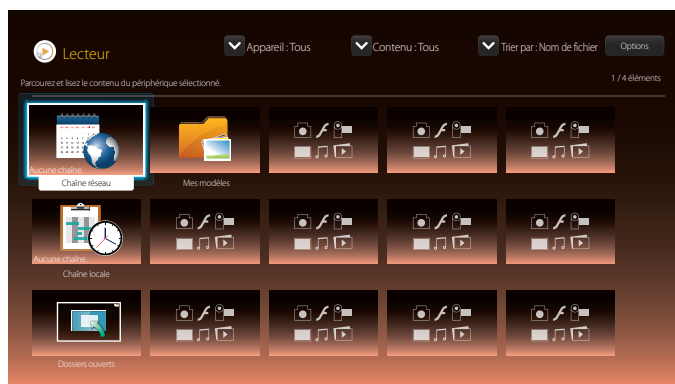 Lecteur
Appareil : Tous
Contenu : Tous
Trier par : Nom de fichier
Options
Parcourez et lisez le contenu du périphérique sélectionné.
1 / 4 éléments
Aucune chaîne.
Chaîne réseau
Mes modèles
Aucune chaîne.
Chaîne locale
Dossiers ouverts